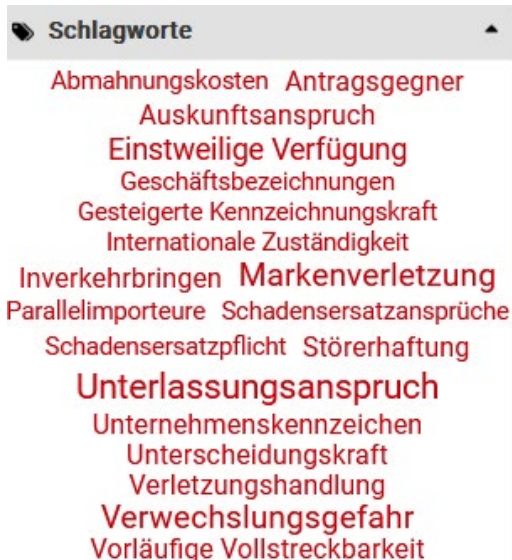 Schlagworte
Abmahnungskosten Antragsgegner
Auskunftsanspruch
Einstweilige Verfügung
Geschäftsbezeichnungen
Gesteigerte Kennzeichnungskraft
Internationale Zuständigkeit
Inverkehrbringen Markenverletzung
Parallelimporteure Schadensersatzansprüche
Schadensersatzpflicht Störerhaftung
Unterlassungsanspruch
Unternehmenskennzeichen
Unterscheidungskraft
Verletzungshandlung
Verwechslungsgefahr
Vorläufige Vollstreckbarkeit